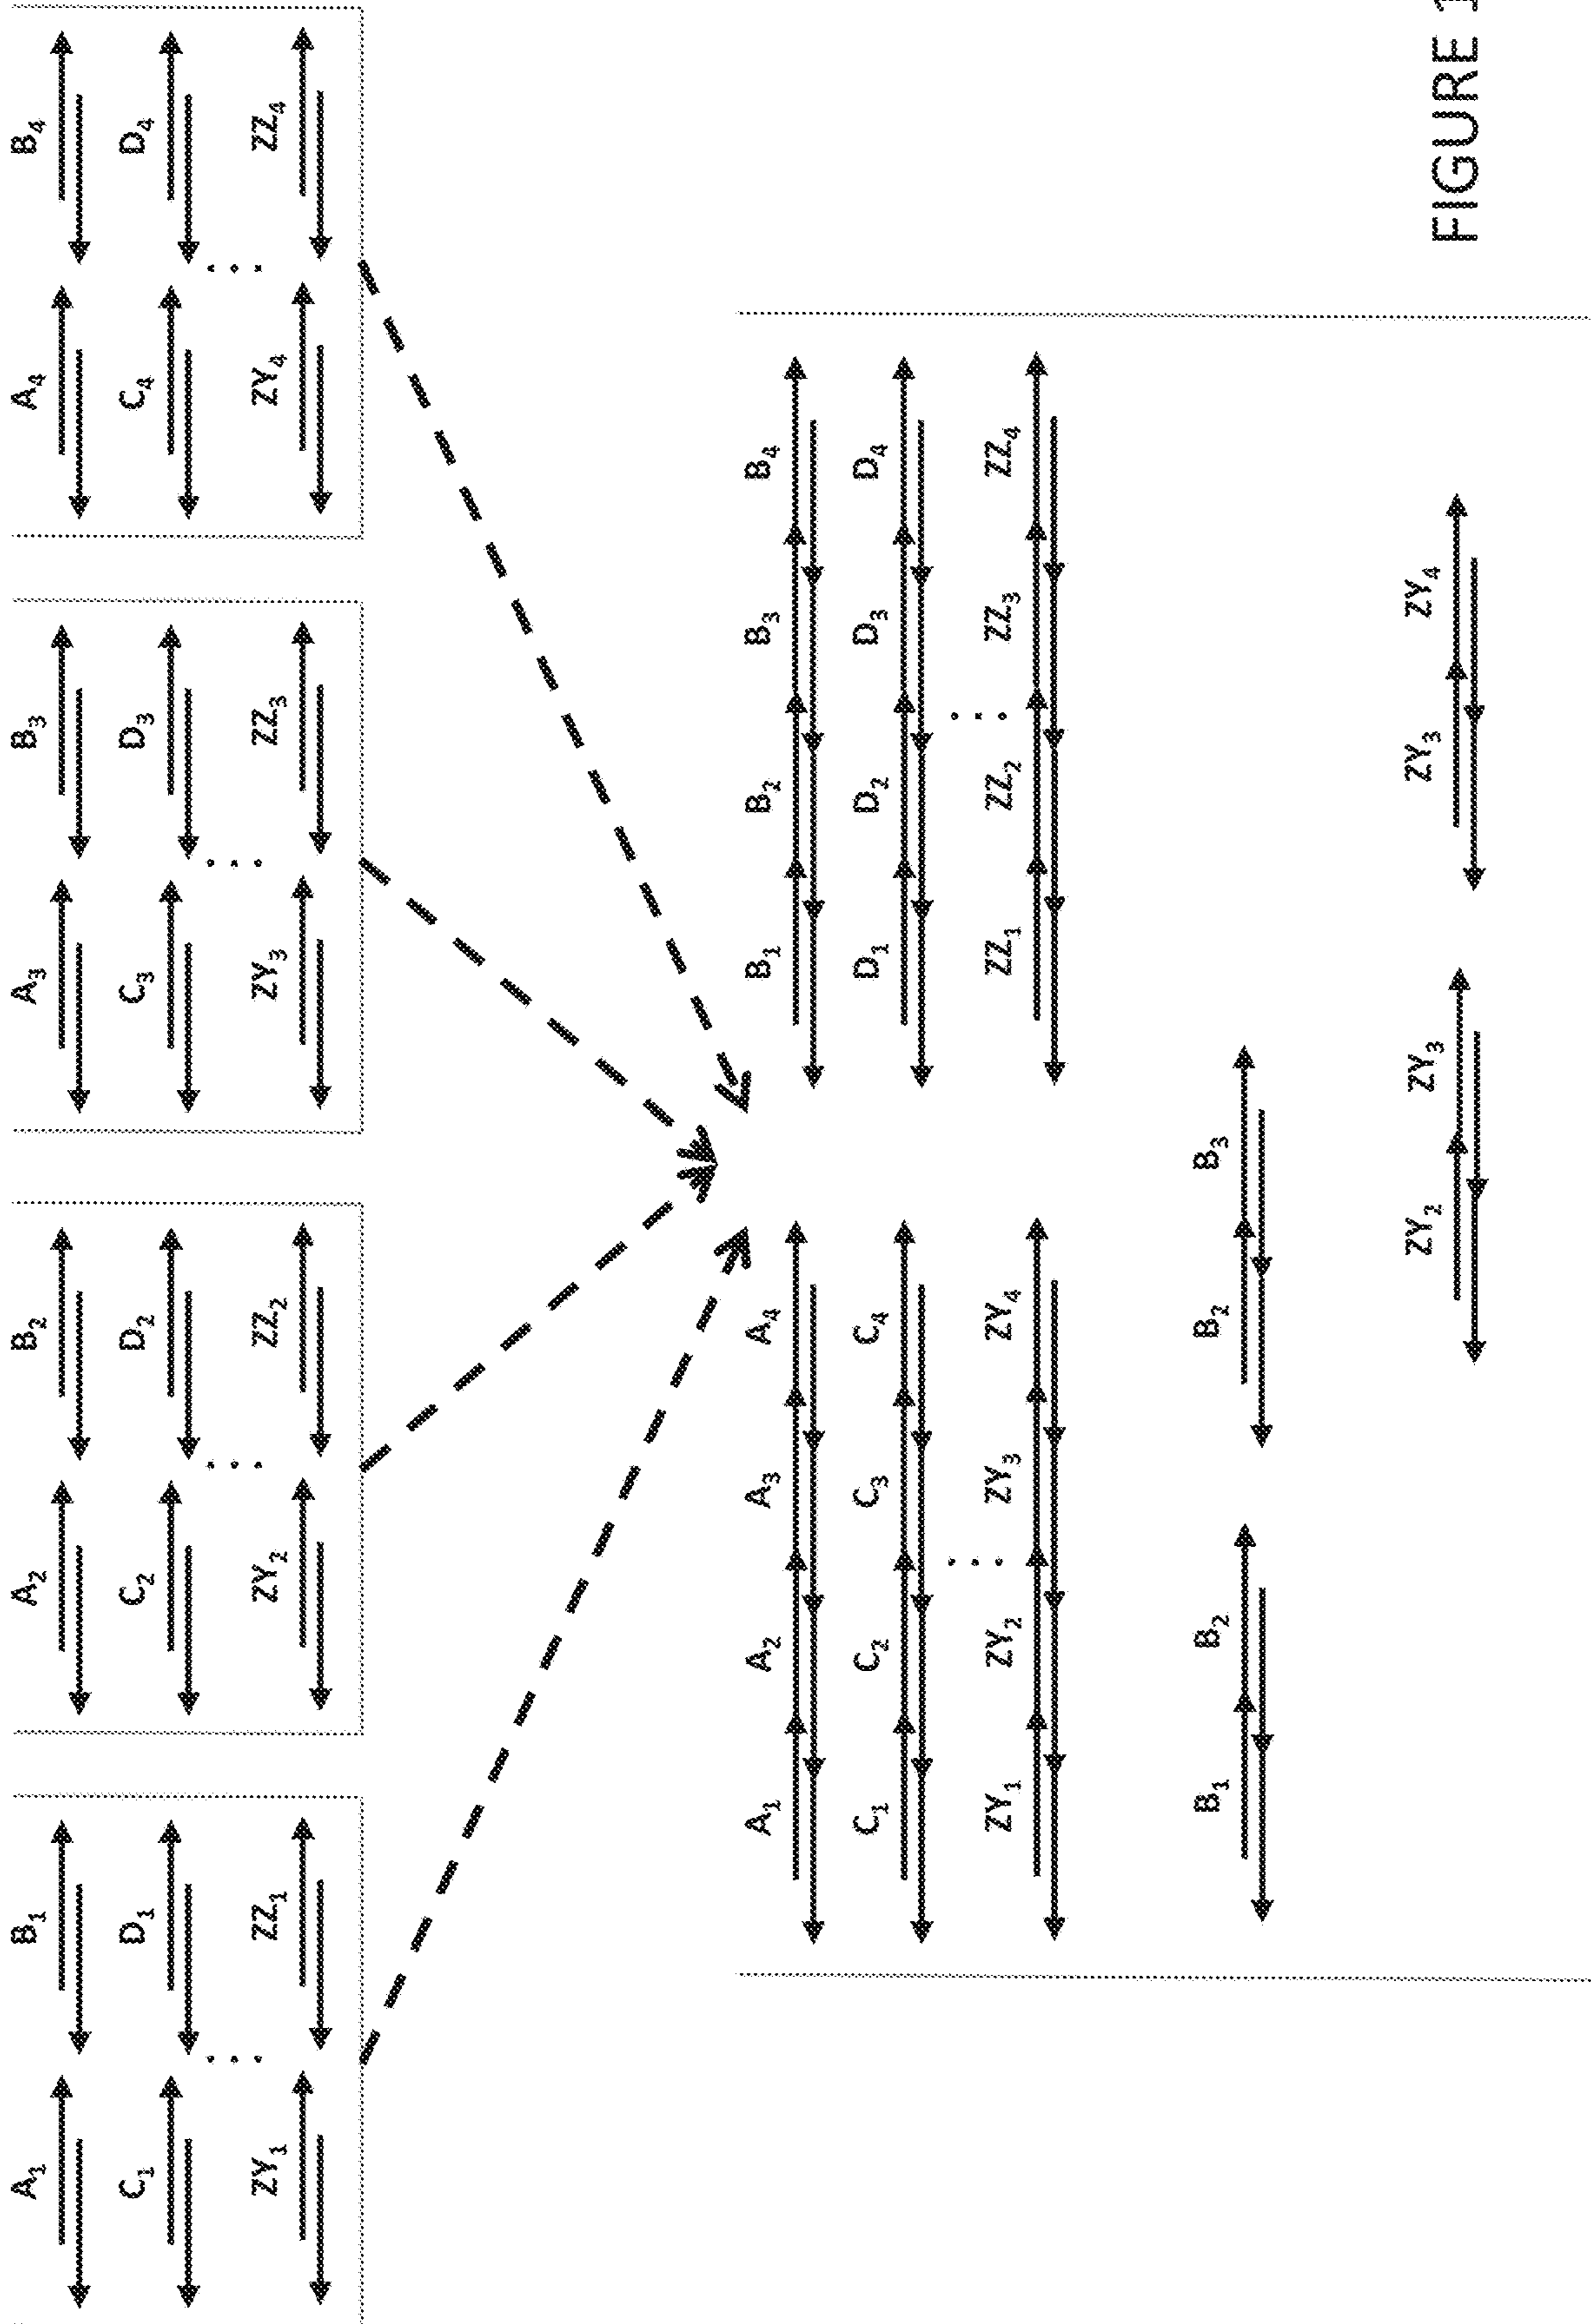 A₁ B₁ A₂ B₂ A₃ B₃ A₄ B₄
C₁ D₁ C₂ D₂ C₃ D₃ C₄ D₄
ZY₁ ZZ₁ ZY₂ ZZ₂ ZY₃ ZZ₃ ZY₄ ZZ₄
A₁ A₂ A₃ A₄ B₁ B₂ B₃ B₄
C₁ C₂ C₃ C₄ D₁ D₂ D₃ D₄
ZY₁ ZY₂ ZY₃ ZY₄ ZZ₁ ZZ₂ ZZ₃ ZZ₄
B₁ B₂ B₂ B₃
ZY₂ ZY₃ ZY₃ ZY₄
FIGURE 1